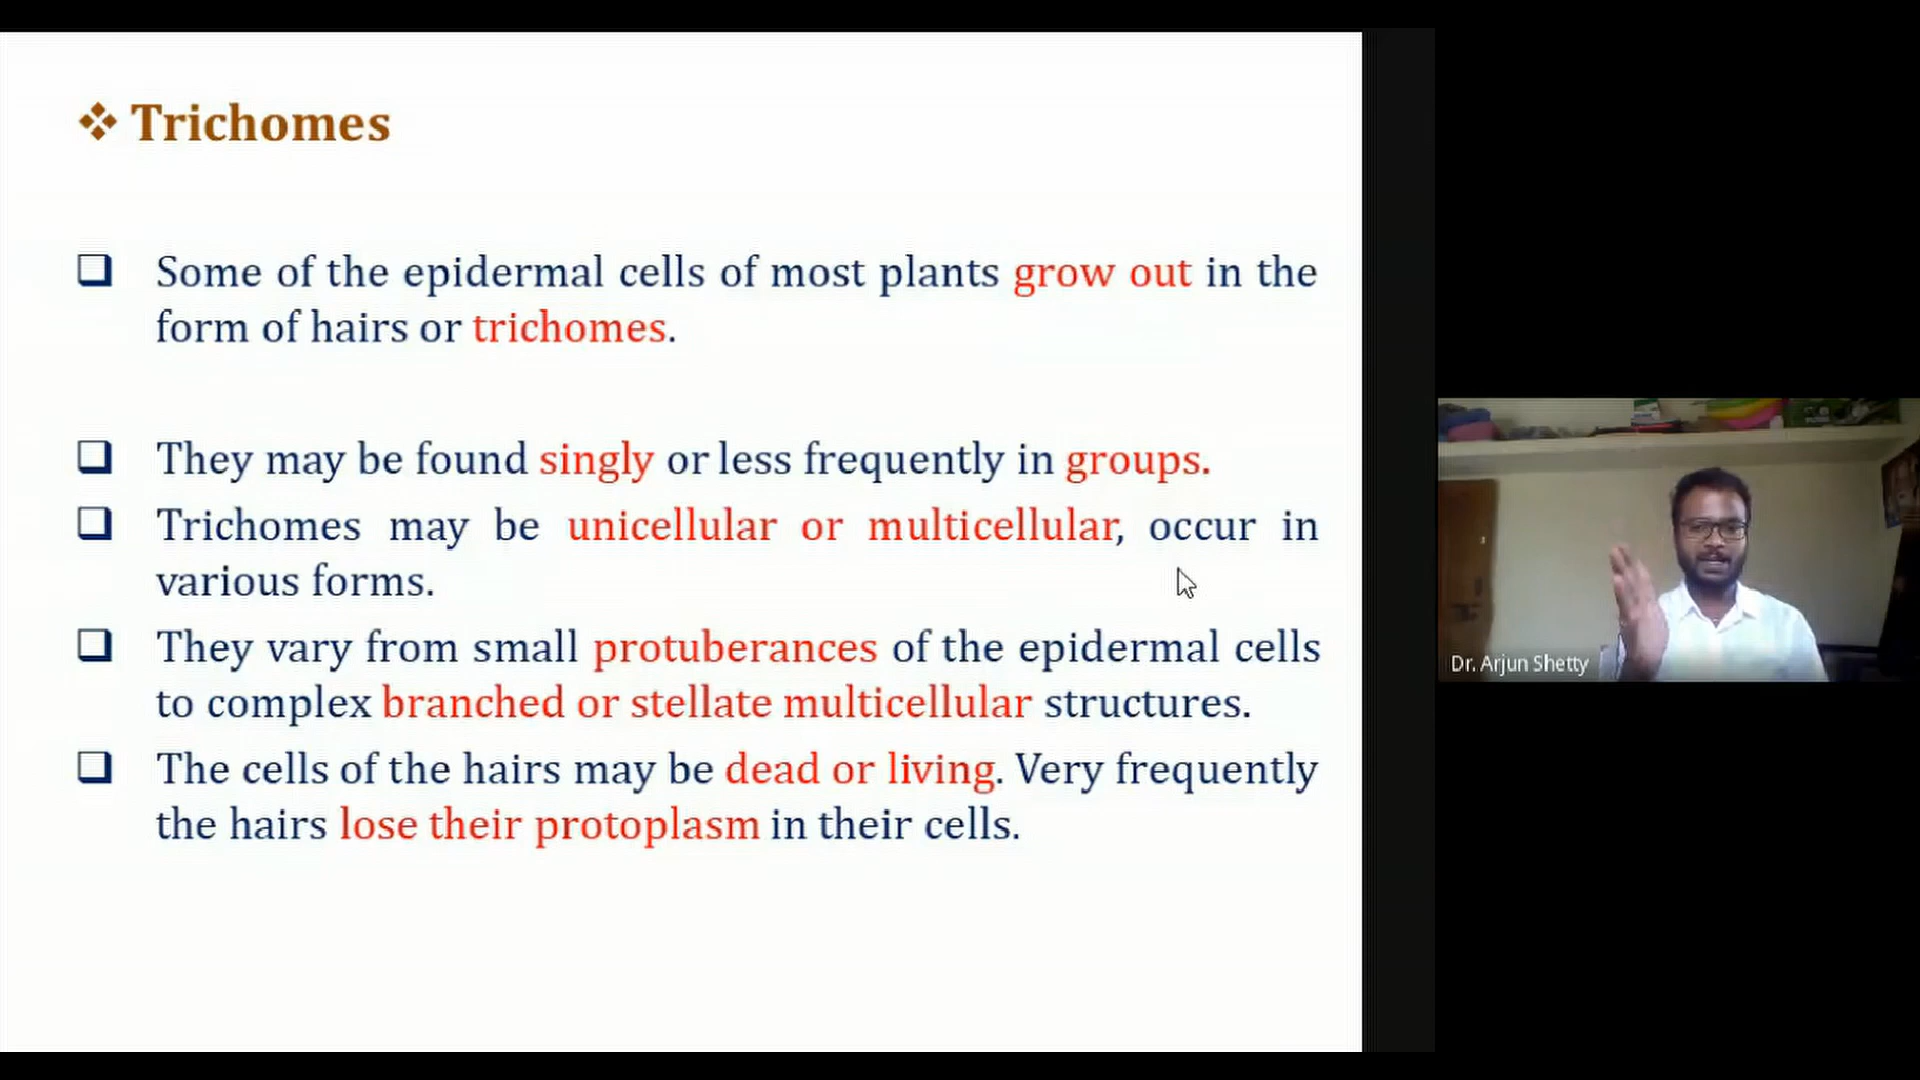 ❖ Trichomes
❑ Some of the epidermal cells of most plants grow out in the
form of hairs or trichomes.
❑ They may be found singly or less frequently in groups.
❑ Trichomes may be unicellular or multicellular, occur in
various forms.
❑ They vary from small protuberances of the epidermal cells
to complex branched or stellate multicellular structures.
❑ The cells of the hairs may be dead or living. Very frequently
the hairs lose their protoplasm in their cells.
Dr. Arjun Shetty